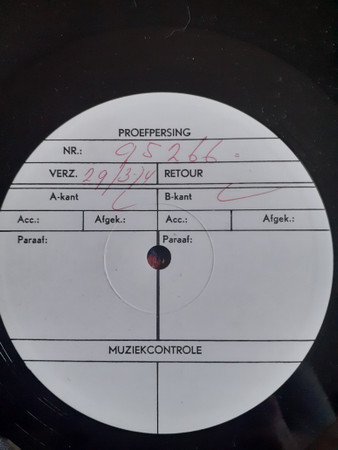 PROEFPERSING
NR.: 95266.
VERZ. 29/3-74 RETOUR
A-kant B-kant
Acc.: Afgek.: Acc.: Afgek.:
Paraaf: Paraaf:
MUZIEKCONTROLE